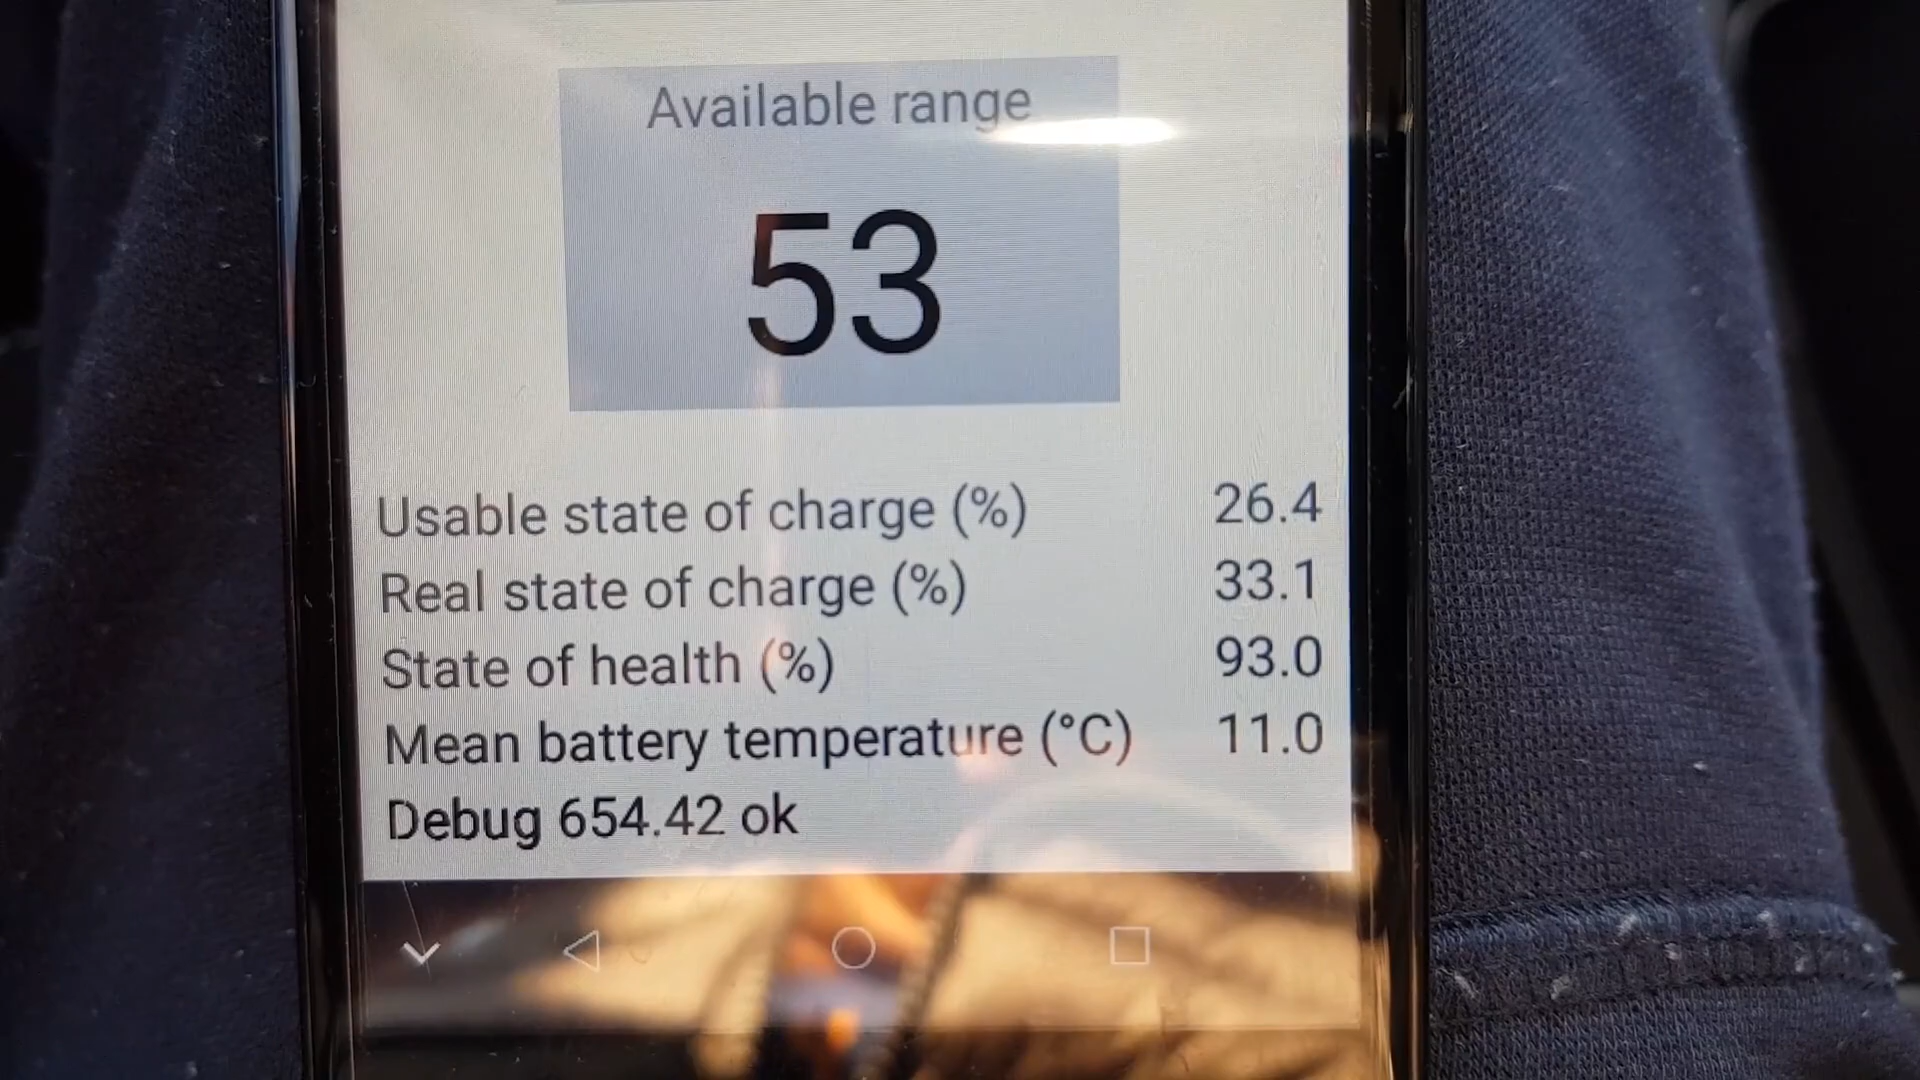 Available range
53
Usable state of charge (%) 26.4
Real state of charge (%) 33.1
State of health (%) 93.0
Mean battery temperature (°C) 11.0
Debug 654.42 ok